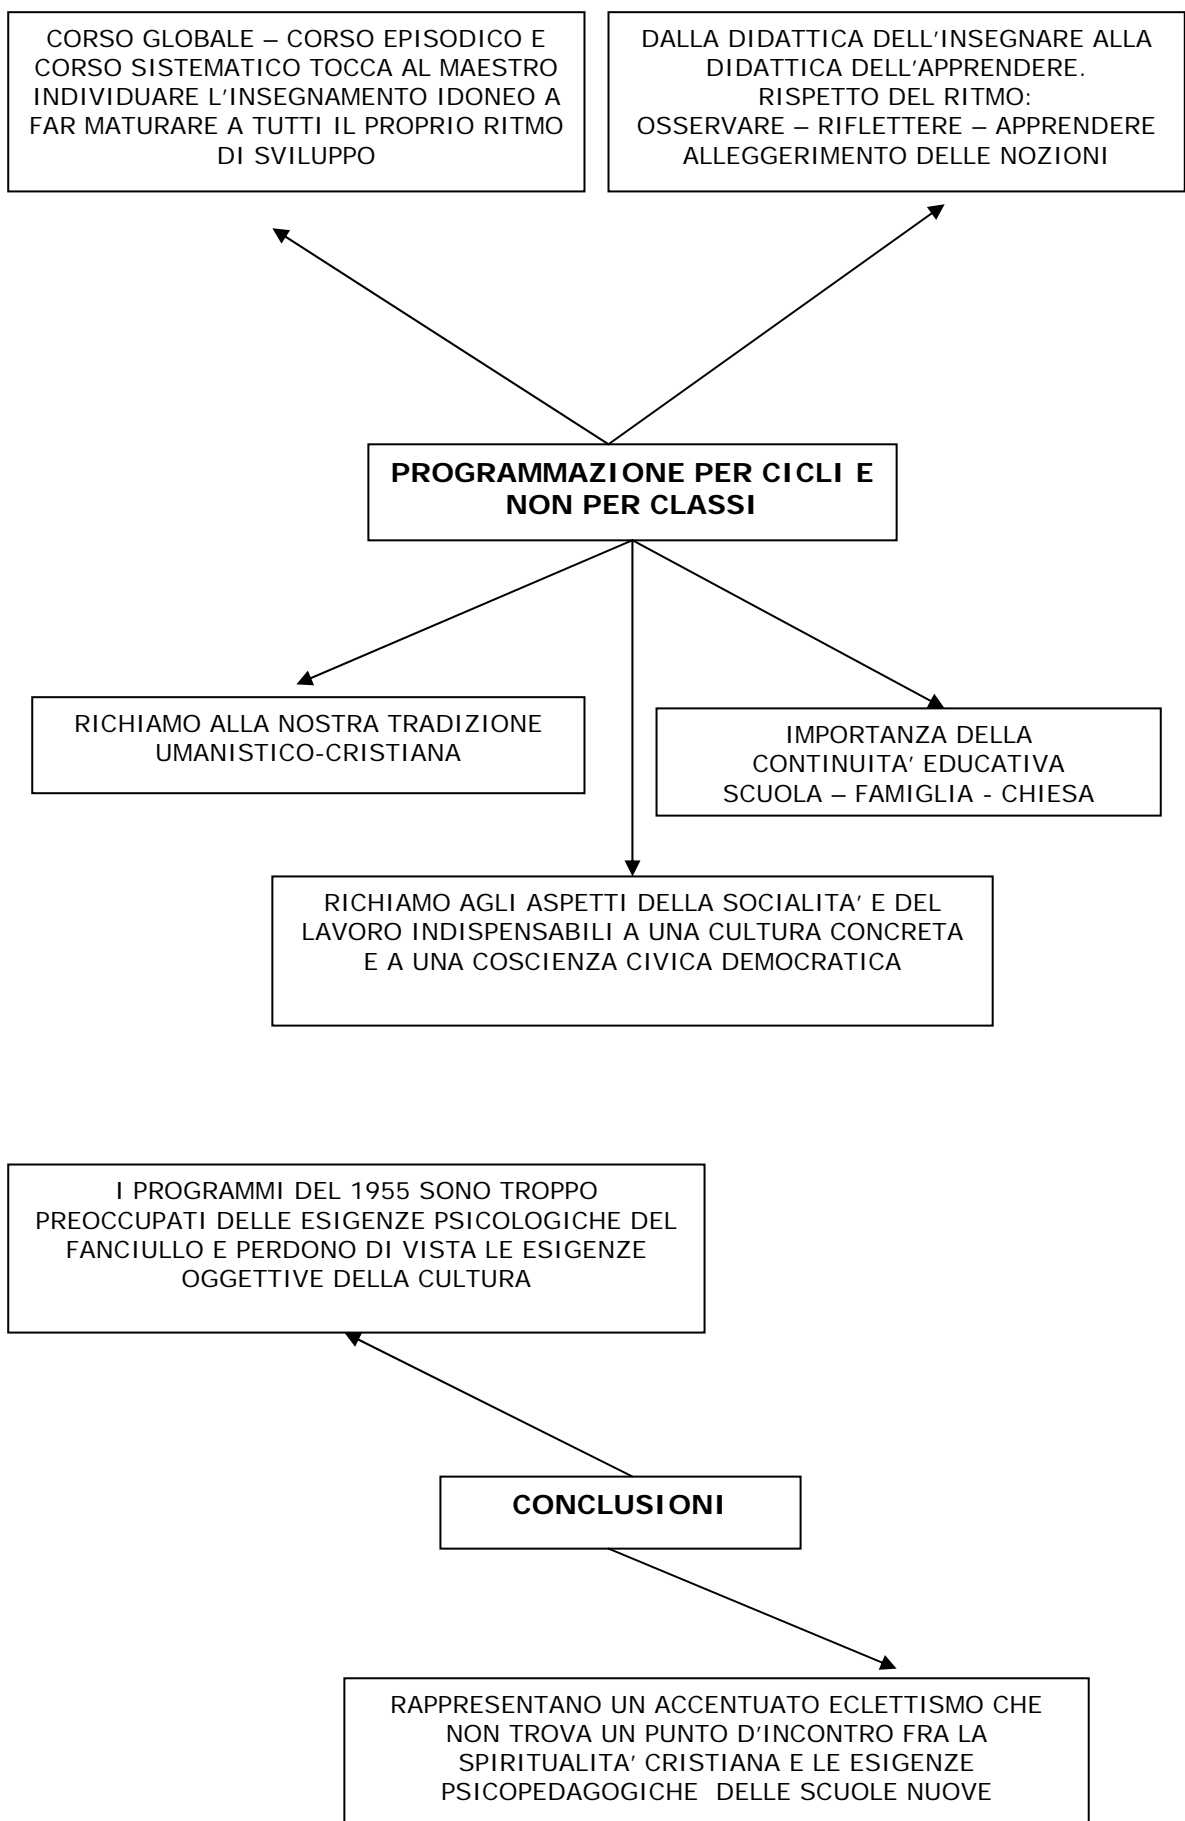 CORSO GLOBALE – CORSO EPISODICO E
CORSO SISTEMATICO TOCCA AL MAESTRO
INDIVIDUARE L’INSEGNAMENTO IDONEO A
FAR MATURARE A TUTTI IL PROPRIO RITMO
DI SVILUPPO
DALLA DIDATTICA DELL’INSEGNARE ALLA
DIDATTICA DELL’APPRENDERE.
RISPETTO DEL RITMO:
OSSERVARE – RIFLETTERE – APPRENDERE
ALLEGGERIMENTO DELLE NOZIONI
PROGRAMMAZIONE PER CICLI E
NON PER CLASSI
RICHIAMO ALLA NOSTRA TRADIZIONE
UMANISTICO-CRISTIANA
IMPORTANZA DELLA
CONTINUITA’ EDUCATIVA
SCUOLA – FAMIGLIA - CHIESA
RICHIAMO AGLI ASPETTI DELLA SOCIALITA’ E DEL
LAVORO INDISPENSABILI A UNA CULTURA CONCRETA
E A UNA COSCIENZA CIVICA DEMOCRATICA
I PROGRAMMI DEL 1955 SONO TROPPO
PREOCCUPATI DELLE ESIGENZE PSICOLOGICHE DEL
FANCIULLO E PERDONO DI VISTA LE ESIGENZE
OGGETTIVE DELLA CULTURA
CONCLUSIONI
RAPPRESENTANO UN ACCENTUATO ECLETTISMO CHE
NON TROVA UN PUNTO D’INCONTRO FRA LA
SPIRITUALITA’ CRISTIANA E LE ESIGENZE
PSICOPEDAGOGICHE  DELLE SCUOLE NUOVE